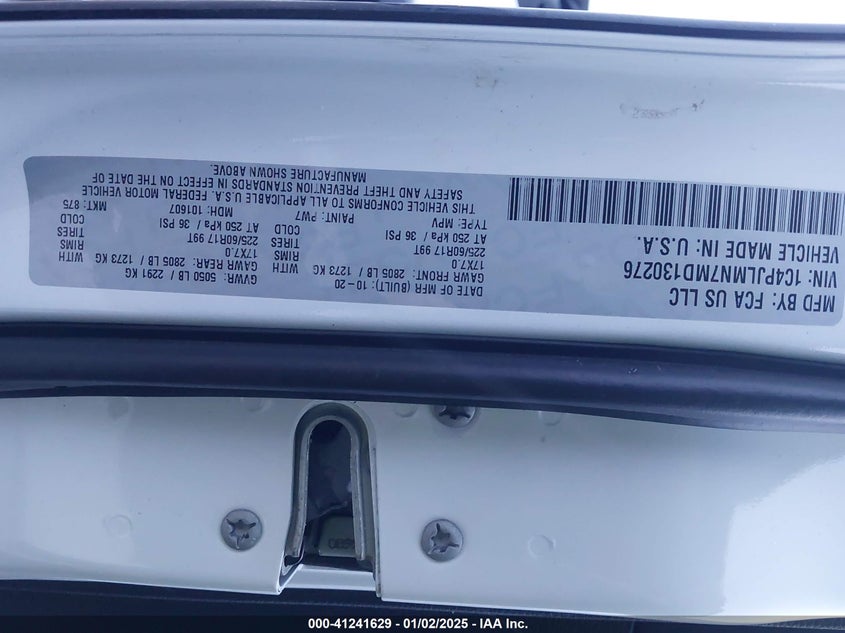 MFD BY: FCA US LLC
VIN: 1C4PJLMN7MD130276
VEHICLE MADE IN: U.S.A.
DATE OF MFR (BUILT): 10-20 GVWR: 5050 LB / 2291 KG
GAWR FRONT: 2805 LB / 1273 KG WITH GAWR REAR: 2805 LB / 1273 KG WITH
17X7.0 RIMS 17X7.0 RIMS
225/60R17 99T TIRES 225/60R17 99T TIRES
AT 250 kPa / 36 PSI COLD AT 250 kPa / 36 PSI COLD
TYPE: MPV PAINT: PW7 MDH: 101607 MKT: 875
THIS VEHICLE CONFORMS TO ALL APPLICABLE U.S.A. FEDERAL MOTOR VEHICLE
SAFETY AND THEFT PREVENTION STANDARDS IN EFFECT ON THE DATE OF
MANUFACTURE SHOWN ABOVE.
000-41241629 - 01/02/2025 - IAA Inc.